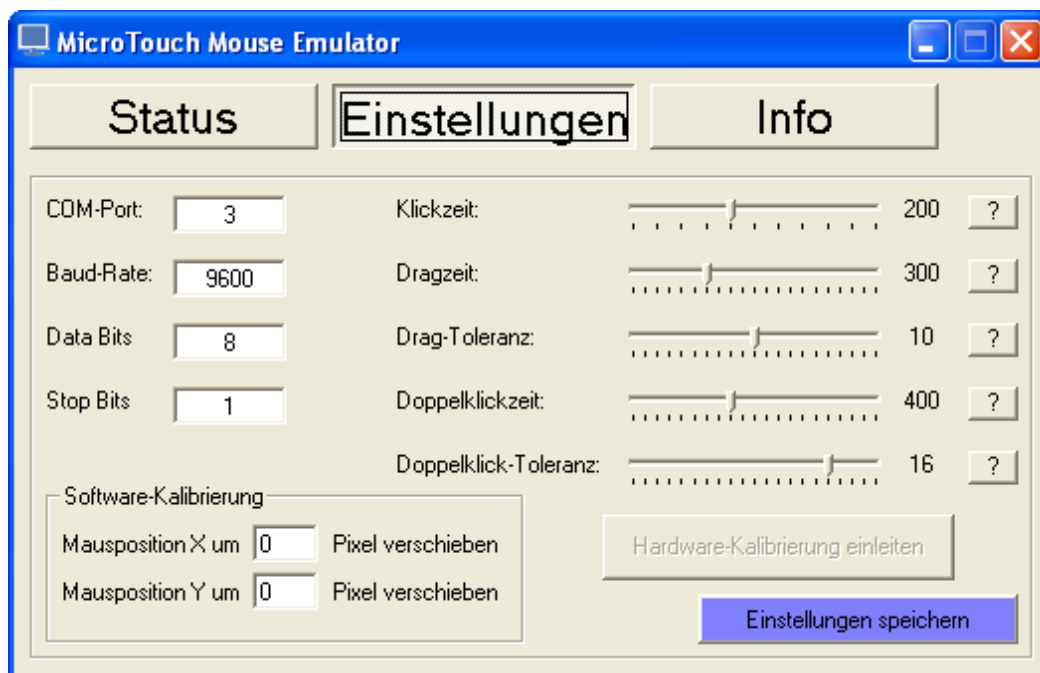 MicroTouch Mouse Emulator
Status Einstellungen Info
COM-Port: 3 Klickzeit: 200 ?
Baud-Rate: 9600 Dragzeit: 300 ?
Data Bits 8 Drag-Toleranz: 10 ?
Stop Bits 1 Doppelklickzeit: 400 ?
Doppelklick-Toleranz: 16 ?
Software-Kalibrierung
Mausposition X um 0 Pixel verschieben
Mausposition Y um 0 Pixel verschieben
Hardware-Kalibrierung einleiten
Einstellungen speichern